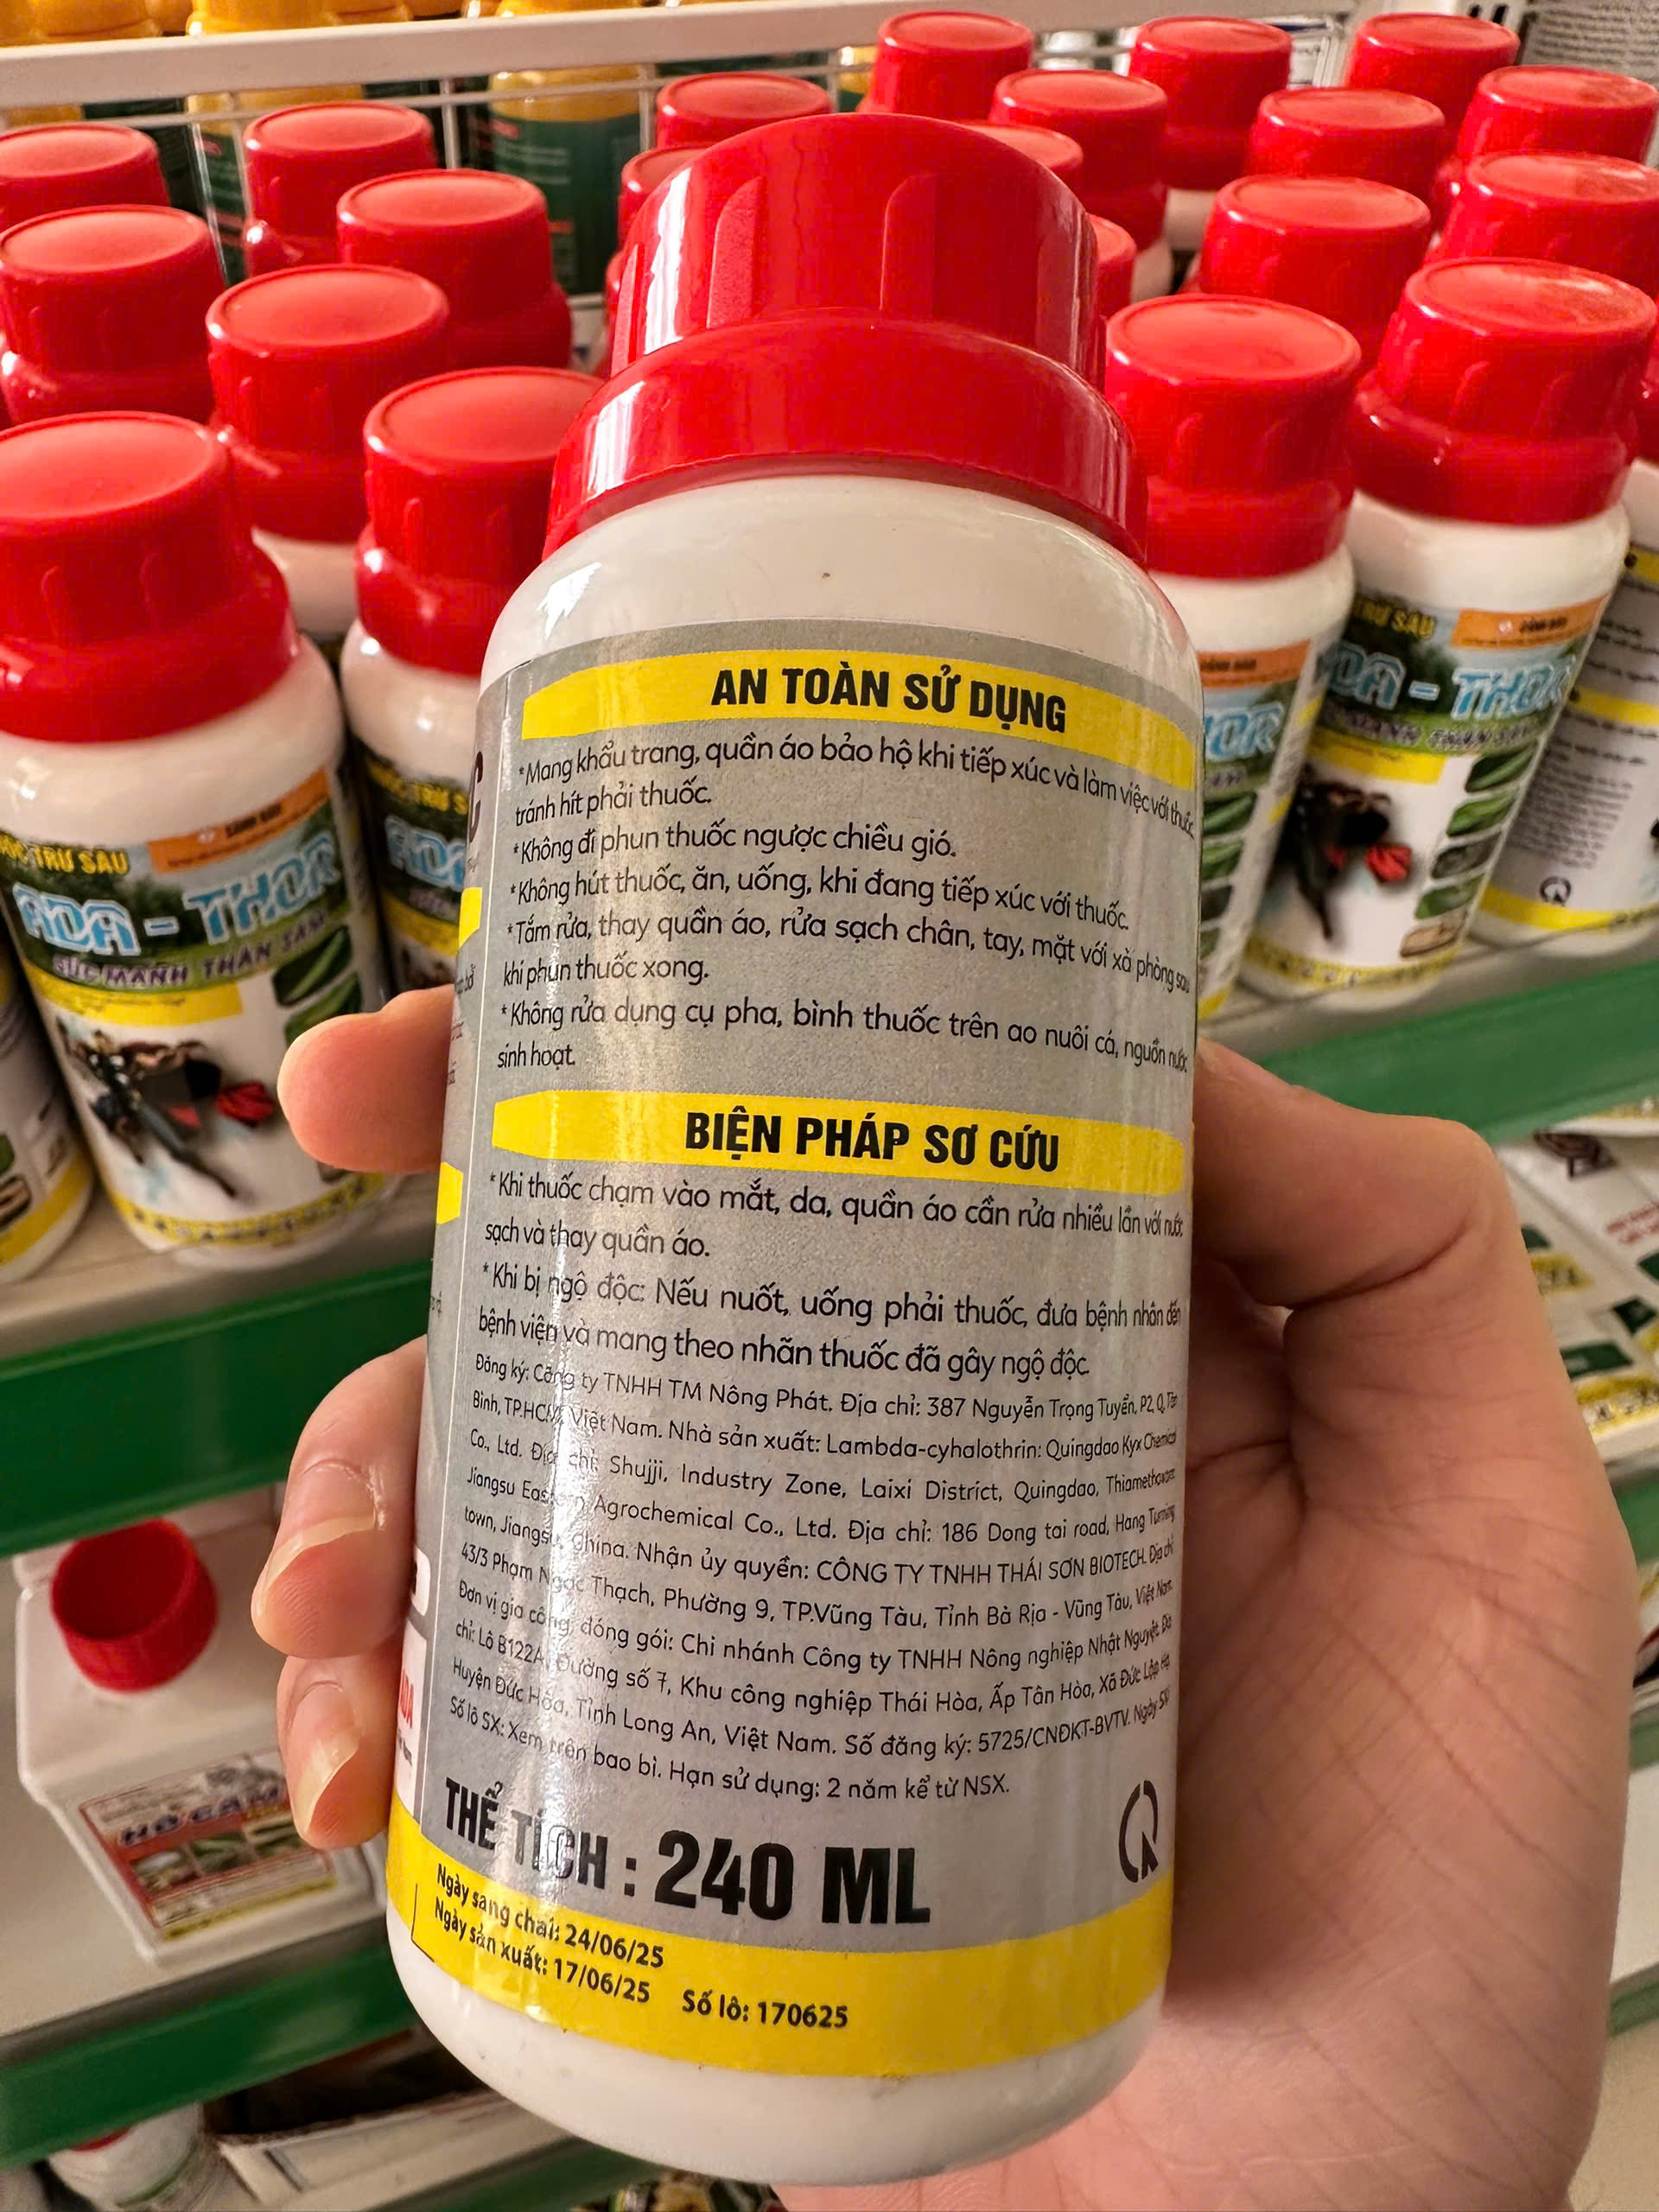 AN TOÀN SỬ DỤNG
*Mang khẩu trang, quần áo bảo hộ khi tiếp xúc và làm việc với thuốc,
tránh hít phải thuốc.
*Không đi phun thuốc ngược chiều gió.
*Không hút thuốc, ăn, uống, khi đang tiếp xúc với thuốc.
*Tắm rửa, thay quần áo, rửa sạch chân, tay, mặt với xà phòng sau
khi phun thuốc xong.
*Không rửa dụng cụ pha, bình thuốc trên ao nuôi cá, nguồn nước
sinh hoạt.
BIỆN PHÁP SƠ CỨU
*Khi thuốc chạm vào mắt, da, quần áo cần rửa nhiều lần với nước
sạch và thay quần áo.
*Khi bị ngộ độc: Nếu nuốt, uống phải thuốc, đưa bệnh nhân đến
bệnh viện và mang theo nhãn thuốc đã gây ngộ độc.
Đăng ký: Công ty TNHH TM Nông Phát. Địa chỉ: 387 Nguyễn Trọng Tuyển, P2, Q. Tân
Bình, TP.HCM, Việt Nam. Nhà sản xuất: Lambda-cyhalothrin: Quingdao Kyx Chemical
Co., Ltd. Địa chỉ: Shujji, Industry Zone, Laixi District, Quingdao, Thiamethoxam:
Jiangsu Eastern Agrochemical Co., Ltd. Địa chỉ: 186 Dong tai road, Hang
town, Jiangsu, China. Nhận ủy quyền: CÔNG TY TNHH THÁI SƠN BIOTECH. Địa chỉ:
43/3 Phạm Ngọc Thạch, Phường 9, TP.Vũng Tàu, Tỉnh Bà Rịa - Vũng Tàu, Việt Nam.
Đơn vị gia công, đóng gói: Chi nhánh Công ty TNHH Nông nghiệp Nhật Nguyệt. Địa
chỉ: Lô B122A, Đường số 7, Khu công nghiệp Thái Hòa, Ấp Tân Hòa, Xã Đức Lập Hạ,
Huyện Đức Hòa, Tỉnh Long An, Việt Nam. Số đăng ký: 5725/CNĐKT-BVTV. Ngày SX/
Số lô SX: Xem trên bao bì. Hạn sử dụng: 2 năm kể từ NSX.
THỂ TÍCH : 240 ML
Ngày sang chai: 24/06/25
Ngày sản xuất: 17/06/25 Số lô: 170625
TRỪ SÂU
ADA - THOR
SỨC MẠNH THẦN SẤM